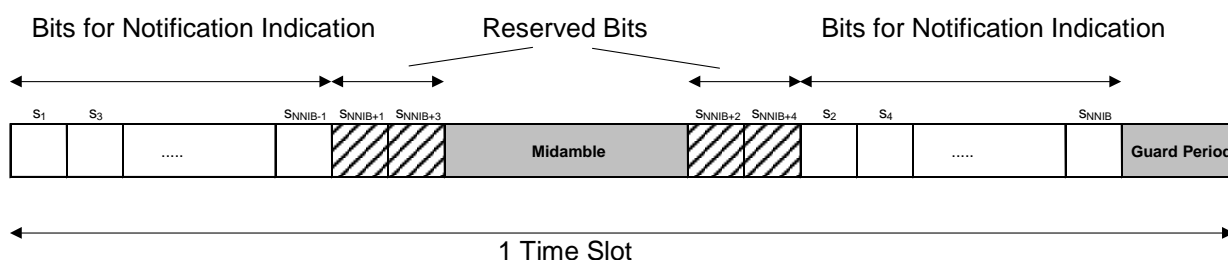 Bits for Notification Indication Reserved Bits Bits for Notification Indication
s1 s3 sNNIB-1 sNNIB+1 sNNIB+3 sNNIB+2 sNNIB+4 s2 s4 sNNIB
..... Midamble ..... Guard Period
1 Time Slot